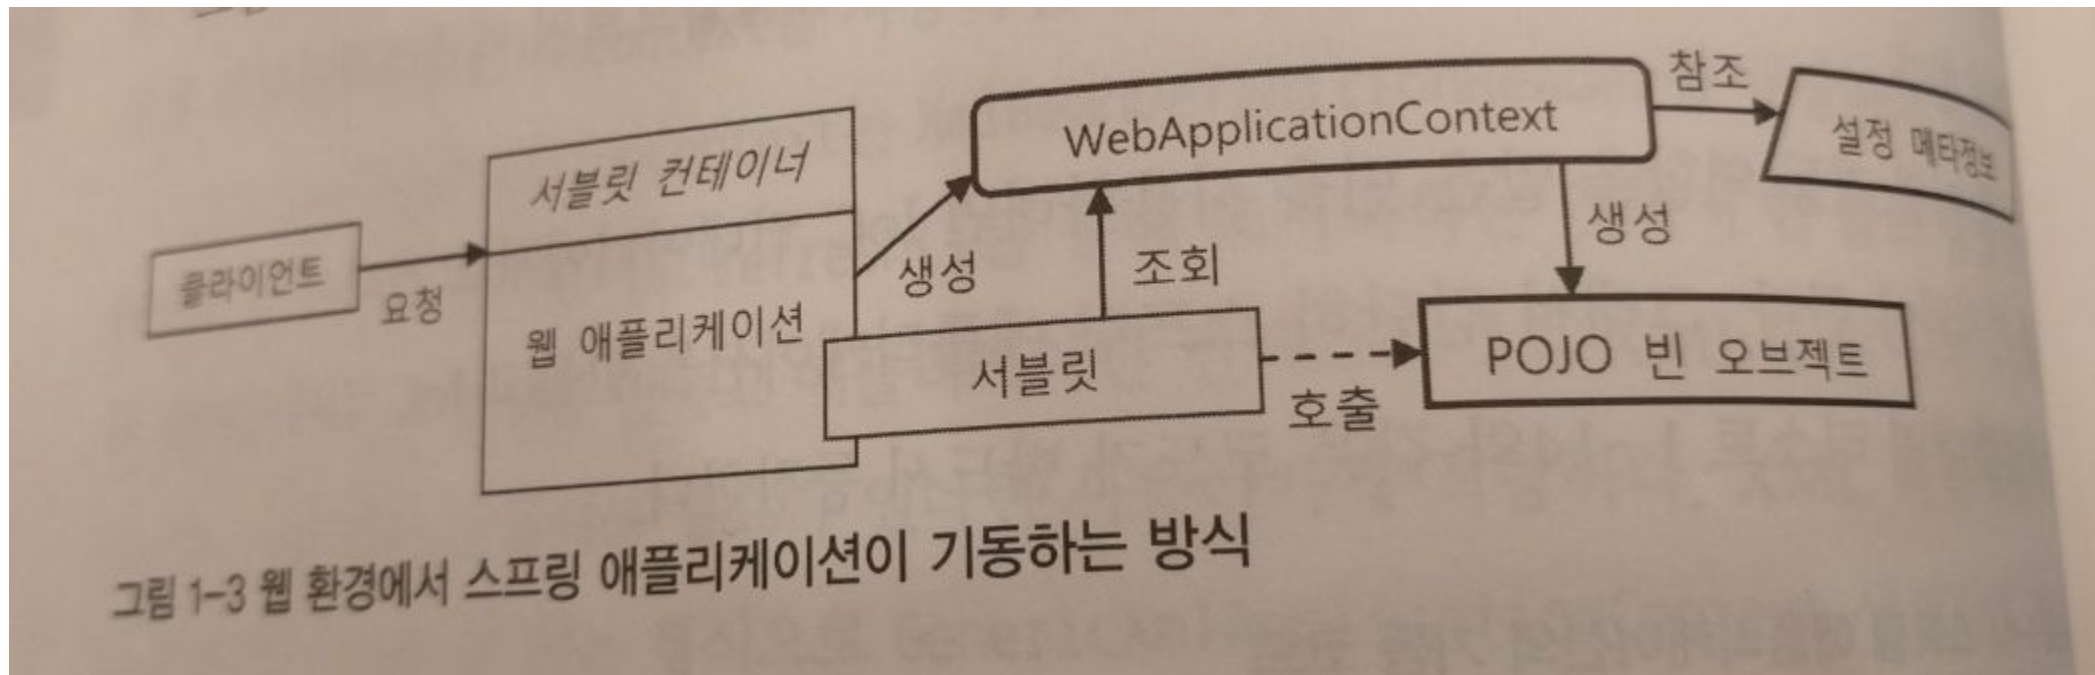 서블릿 컨테이너
WebApplicationContext
참조
설정 메타정보
클라이언트
요청
웹 애플리케이션
생성
조회
생성
서블릿
호출
POJO 빈 오브젝트
그림 1-3 웹 환경에서 스프링 애플리케이션이 기동하는 방식